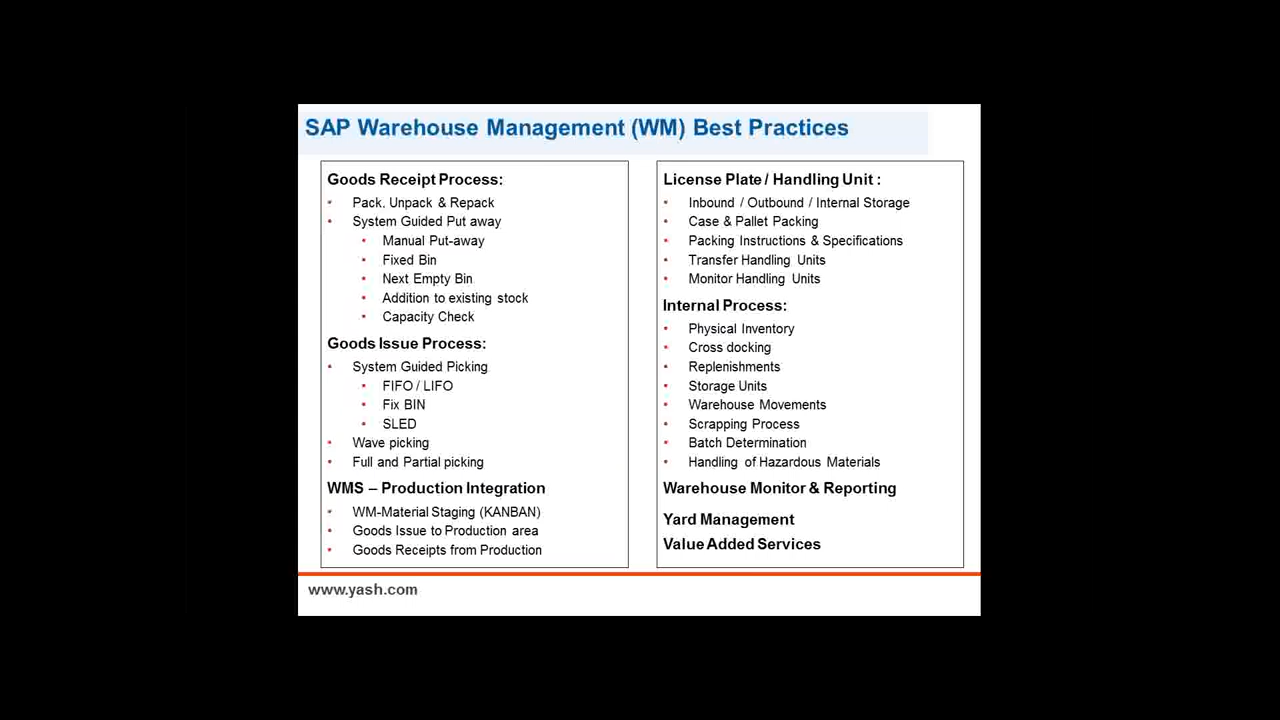 SAP Warehouse Management (WM) Best Practices
Goods Receipt Process:
Pack, Unpack & Repack
System Guided Put away
Manual Put-away
Fixed Bin
Next Empty Bin
Addition to existing stock
Capacity Check
Goods Issue Process:
System Guided Picking
FIFO / LIFO
Fix BIN
SLED
Wave picking
Full and Partial picking
WMS – Production Integration
WM-Material Staging (KANBAN)
Goods Issue to Production area
Goods Receipts from Production
License Plate / Handling Unit :
Inbound / Outbound / Internal Storage
Case & Pallet Packing
Packing Instructions & Specifications
Transfer Handling Units
Monitor Handling Units
Internal Process:
Physical Inventory
Cross docking
Replenishments
Storage Units
Warehouse Movements
Scrapping Process
Batch Determination
Handling of Hazardous Materials
Warehouse Monitor & Reporting
Yard Management
Value Added Services
www.yash.com